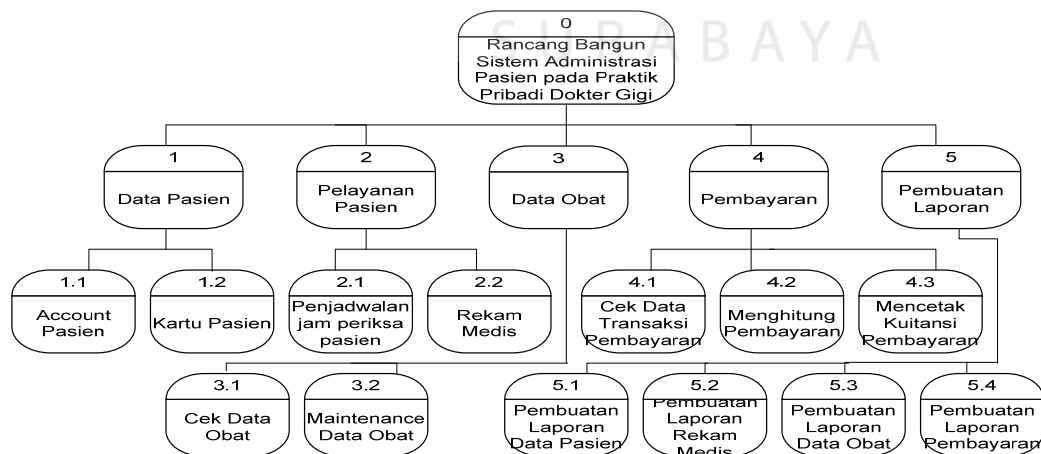 SURABAYA
0
Rancang Bangun
Sistem Administrasi
Pasien pada Praktik
Pribadi Dokter Gigi
1
Data Pasien
2
Pelayanan
Pasien
3
Data Obat
4
Pembayaran
5
Pembuatan
Laporan
1.1
Account
Pasien
1.2
Kartu Pasien
2.1
Penjadwalan
jam periksa
pasien
2.2
Rekam
Medis
4.1
Cek Data
Transaksi
Pembayaran
4.2
Menghitung
Pembayaran
4.3
Mencetak
Kuitansi
Pembayaran
3.1
Cek Data
Obat
3.2
Maintenance
Data Obat
5.1
Pembuatan
Laporan
Data Pasien
5.2
Pembuatan
Laporan
Rekam
Medis
5.3
Pembuatan
Laporan
Data Obat
5.4
Pembuatan
Laporan
Pembayaran